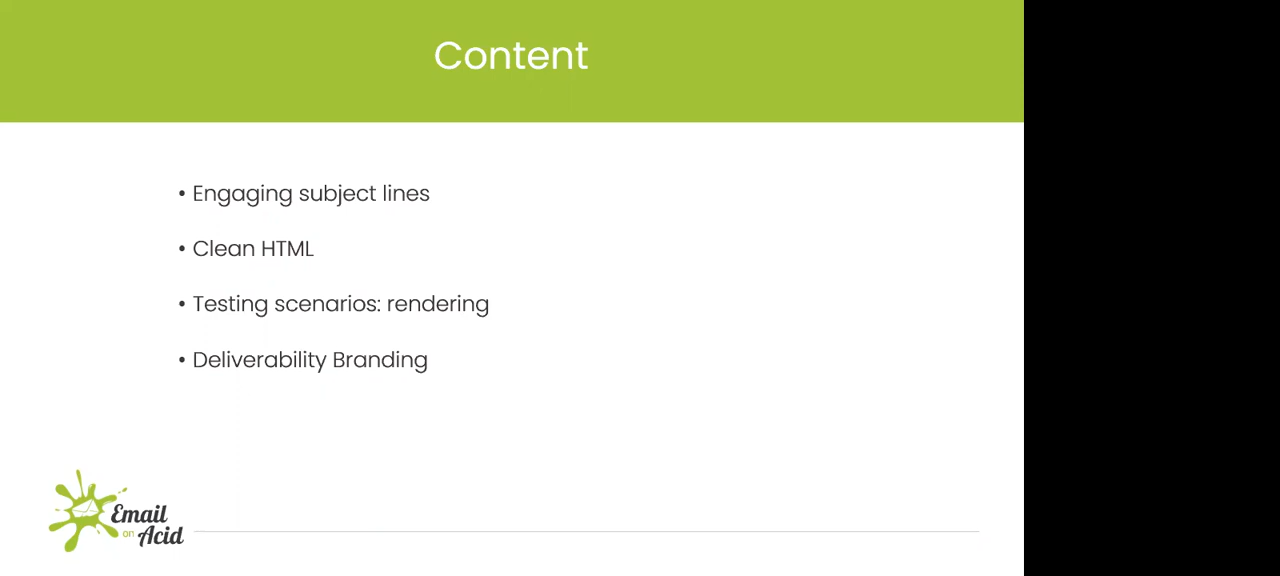 Content
• Engaging subject lines
• Clean HTML
• Testing scenarios: rendering
• Deliverability Branding
Email
on Acid